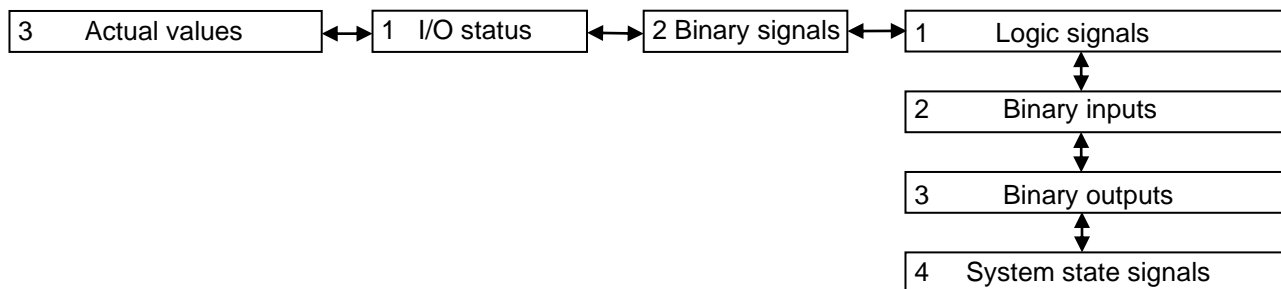 3 Actual values 1 I/O status 2 Binary signals 1 Logic signals
2 Binary inputs
3 Binary outputs
4 System state signals